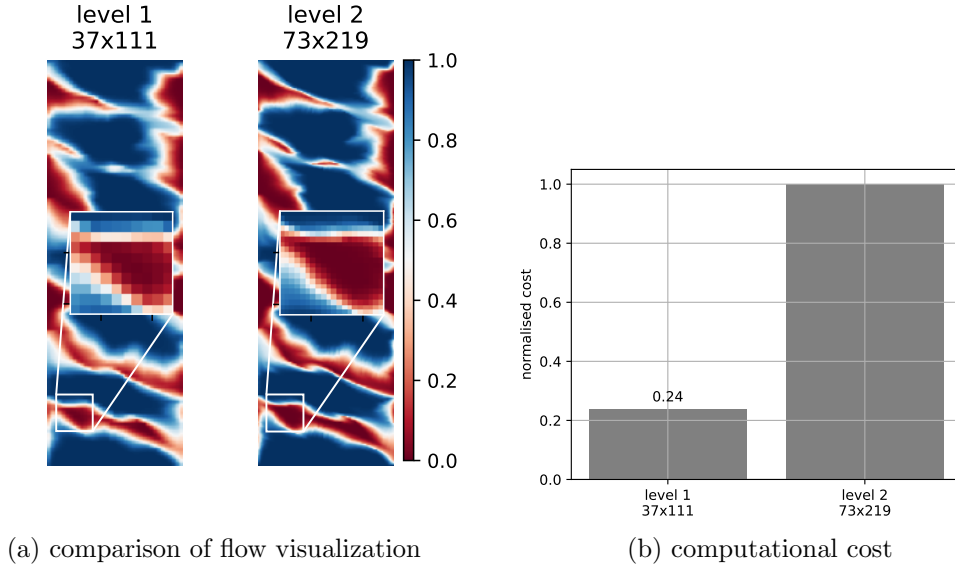 level 1
37x111
level 2
73x219
1.0
0.8
0.6
0.4
0.2
0.0
(a) comparison of flow visualization
normalised cost
1.0
0.8
0.6
0.4
0.2
0.0
0.24
level 1
37x111
level 2
73x219
(b) computational cost